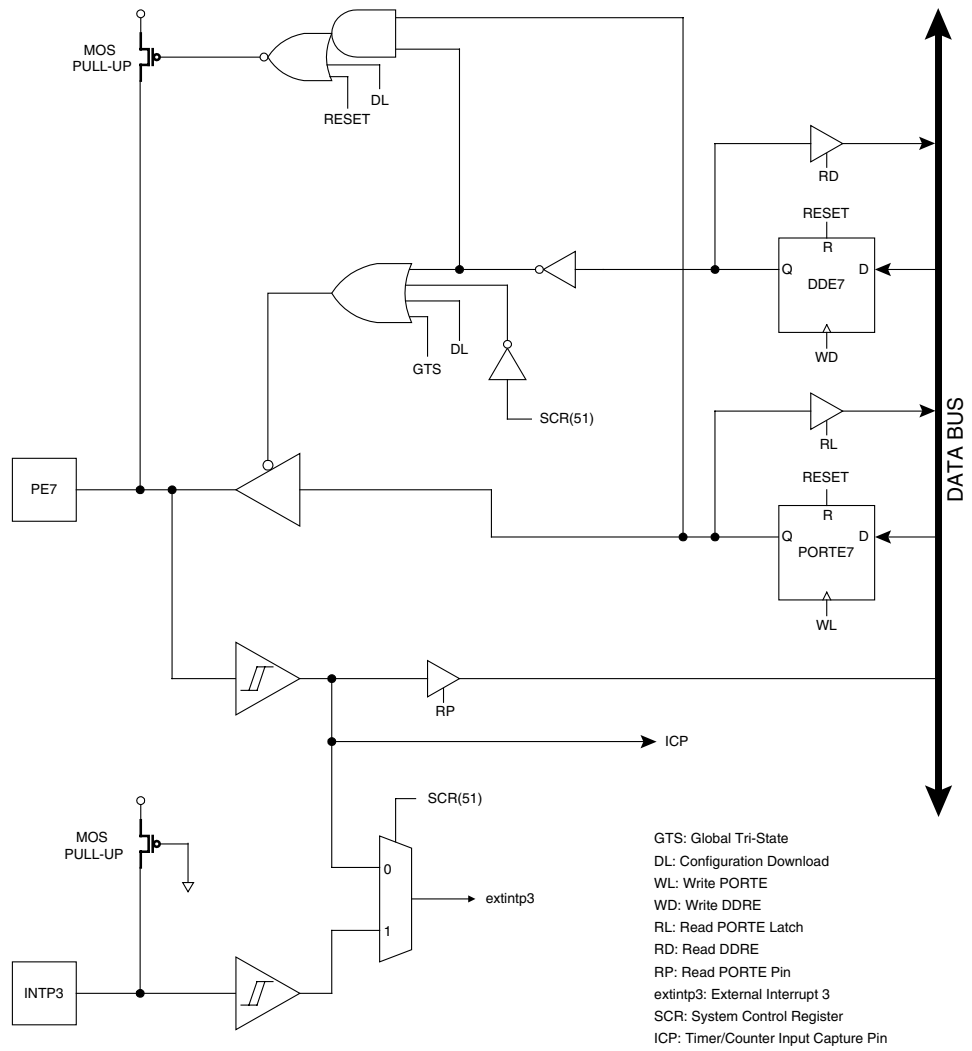 MOS
PULL-UP
DL
RESET
RD
RESET
R
Q
D
DDE7
WD
DL
GTS
SCR(51)
RL
DATA BUS
PE7
RESET
R
Q
D
PORTE7
WL
RP
ICP
SCR(51)
MOS
PULL-UP
0
extintp3
1
INTP3
GTS: Global Tri-State
DL: Configuration Download
WL: Write PORTE
WD: Write DDRE
RL: Read PORTE Latch
RD: Read DDRE
RP: Read PORTE Pin
extintp3: External Interrupt 3
SCR: System Control Register
ICP: Timer/Counter Input Capture Pin